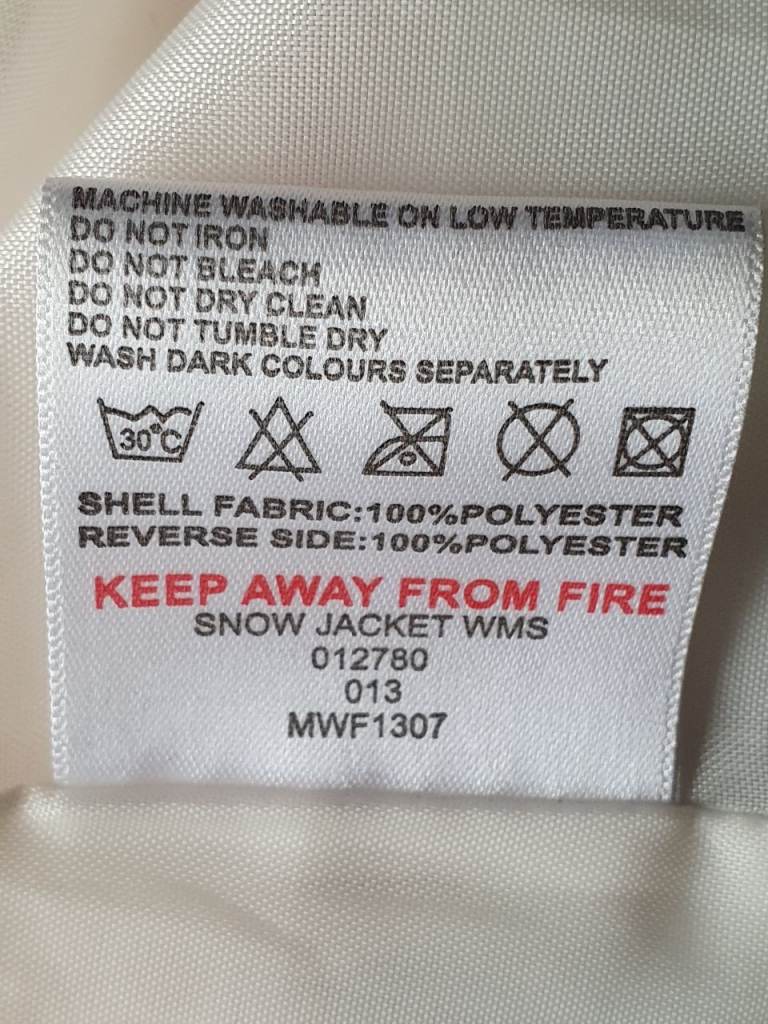 MACHINE WASHABLE ON LOW TEMPERATURE
DO NOT IRON
DO NOT BLEACH
DO NOT DRY CLEAN
DO NOT TUMBLE DRY
WASH DARK COLOURS SEPARATELY
30°C
SHELL FABRIC:100%POLYESTER
REVERSE SIDE:100%POLYESTER
KEEP AWAY FROM FIRE
SNOW JACKET WMS
012780
013
MWF1307